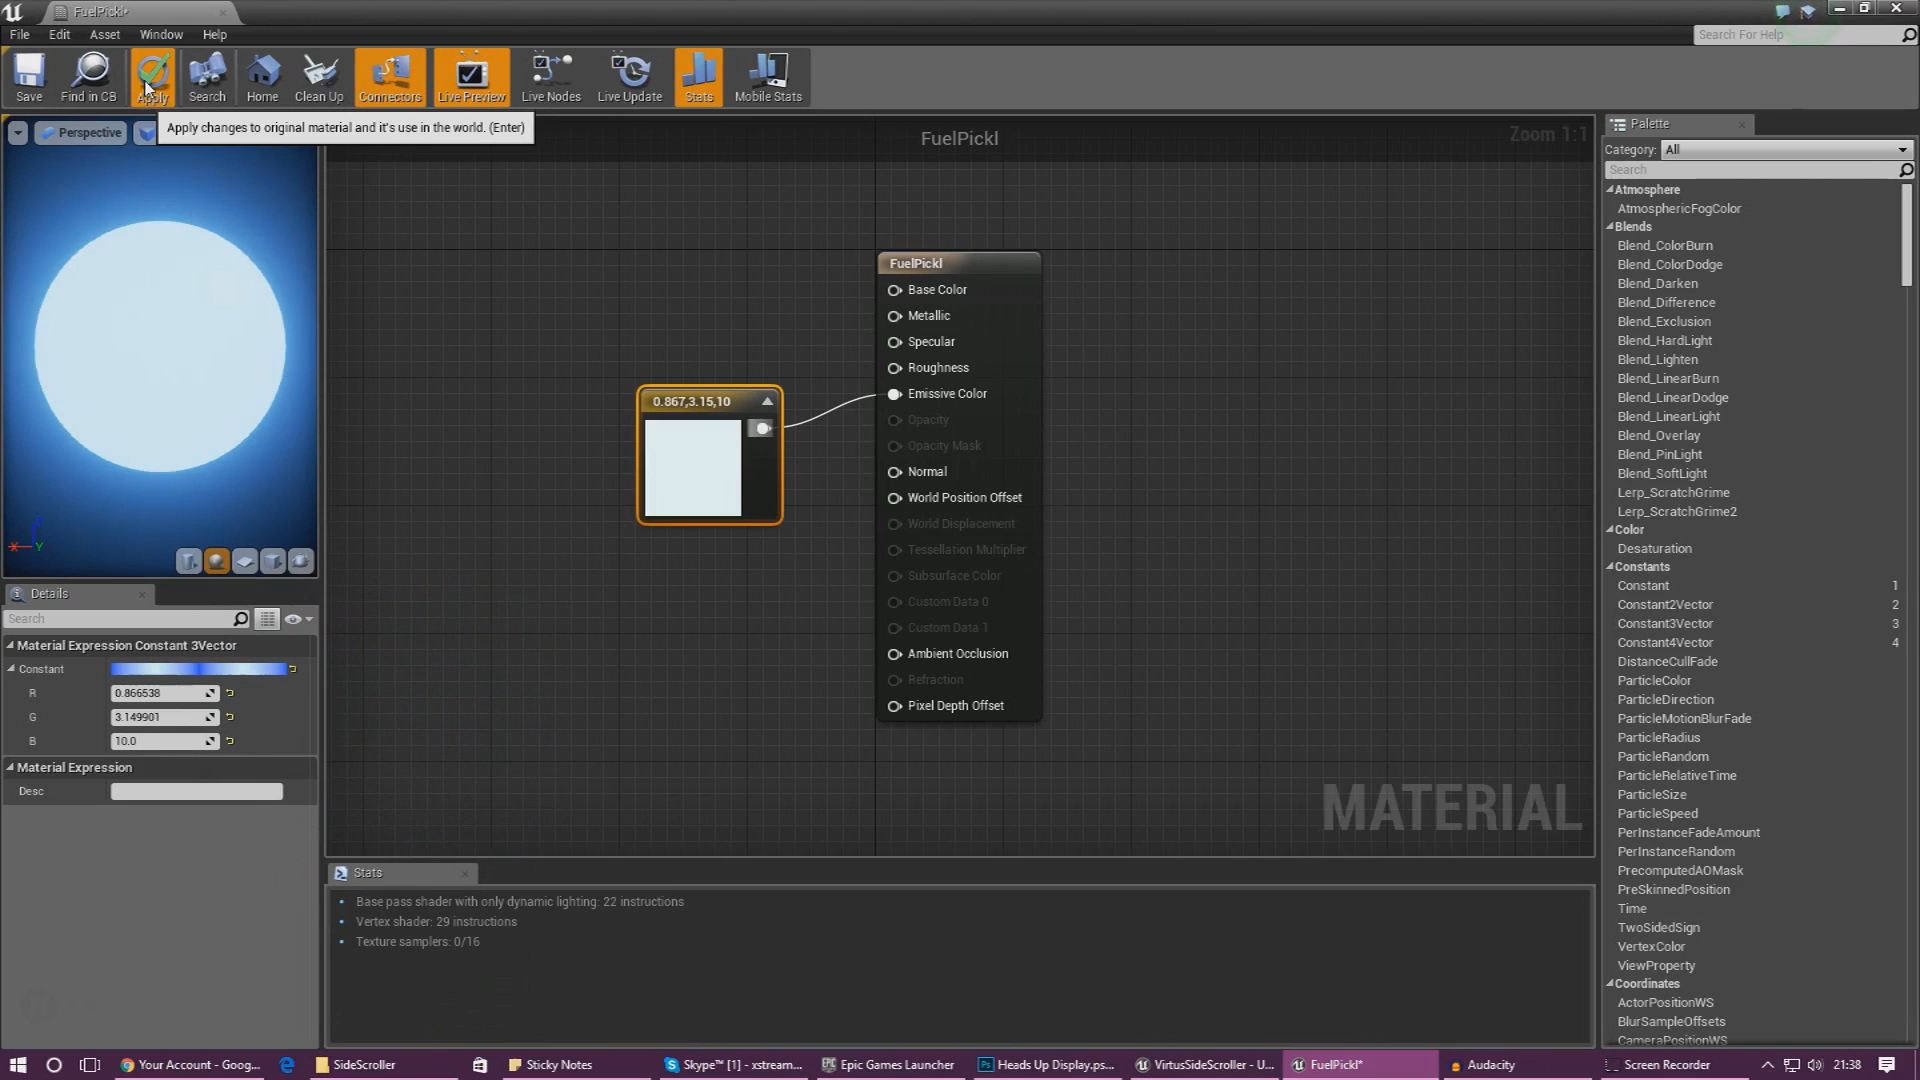 FuelPickl*
File Edit Asset Window Help
Search For Help
Save Find in CB Apply Search Home Clean Up Connectors Live Preview Live Nodes Live Update Stats Mobile Stats
Apply changes to original material and it's use in the world. (Enter)
Perspective
FuelPickl
Zoom 1:1
FuelPickl
Base Color
Metallic
Specular
Roughness
Emissive Color
Opacity
Opacity Mask
Normal
World Position Offset
World Displacement
Tessellation Multiplier
Subsurface Color
Custom Data 0
Custom Data 1
Ambient Occlusion
Refraction
Pixel Depth Offset
0.867,3.15,10
MATERIAL
Details
Search
Material Expression Constant 3Vector
Constant
R 0.866538
G 3.149901
B 10.0
Material Expression
Desc
Stats
Base pass shader with only dynamic lighting: 22 instructions
Vertex shader: 29 instructions
Texture samplers: 0/16
Palette
Category: All
Search
Atmosphere
AtmosphericFogColor
Blends
Blend_ColorBurn
Blend_ColorDodge
Blend_Darken
Blend_Difference
Blend_Exclusion
Blend_HardLight
Blend_Lighten
Blend_LinearBurn
Blend_LinearDodge
Blend_LinearLight
Blend_Overlay
Blend_PinLight
Blend_SoftLight
Lerp_ScratchGrime
Lerp_ScratchGrime2
Color
Desaturation
Constants
Constant 1
Constant2Vector 2
Constant3Vector 3
Constant4Vector 4
DistanceCullFade
ParticleColor
ParticleDirection
ParticleMotionBlurFade
ParticleRadius
ParticleRandom
ParticleRelativeTime
ParticleSize
ParticleSpeed
PerInstanceFadeAmount
PerInstanceRandom
PrecomputedAOMask
PreSkinnedPosition
Time
TwoSidedSign
VertexColor
ViewProperty
Coordinates
ActorPositionWS
BlurSampleOffsets
CameraPositionWS
Your Account - Goog... SideScroller Sticky Notes Skype™ [1] - xstream... Epic Games Launcher Heads Up Display.ps... VirtusSideScroller - U... FuelPickl* Audacity Screen Recorder 21:38